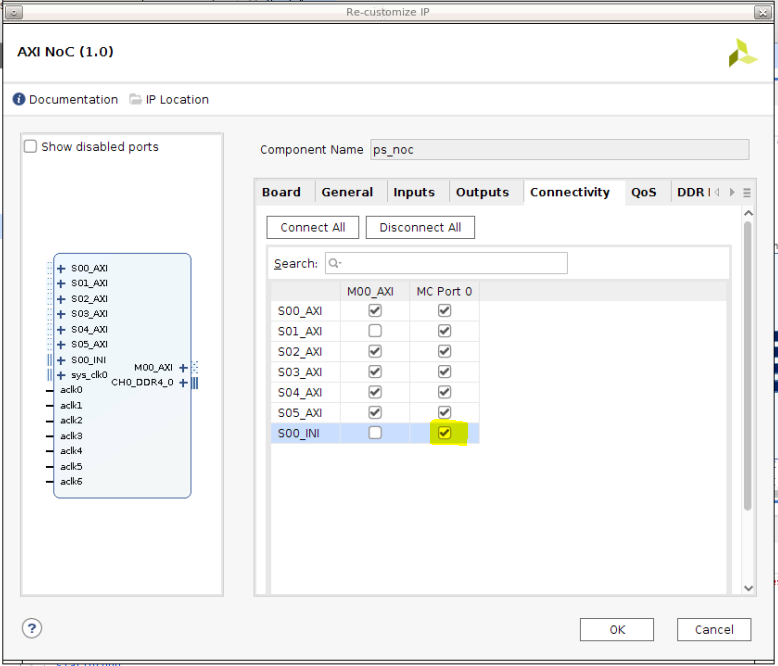 Re-customize IP
AXI NoC (1.0)
Documentation IP Location
Show disabled ports
Component Name ps_noc
Board General Inputs Outputs Connectivity QoS DDR
Connect All Disconnect All
Search: Q-
M00_AXI MC Port 0
S00_AXI
S01_AXI
S02_AXI
S03_AXI
S04_AXI
S05_AXI
S00_INI
S00_AXI
S01_AXI
S02_AXI
S03_AXI
S04_AXI
S05_AXI
S00_INI
sys_clk0
M00_AXI
CH0_DDR4_0
aclk0
aclk1
aclk2
aclk3
aclk4
aclk5
aclk6
?
OK Cancel